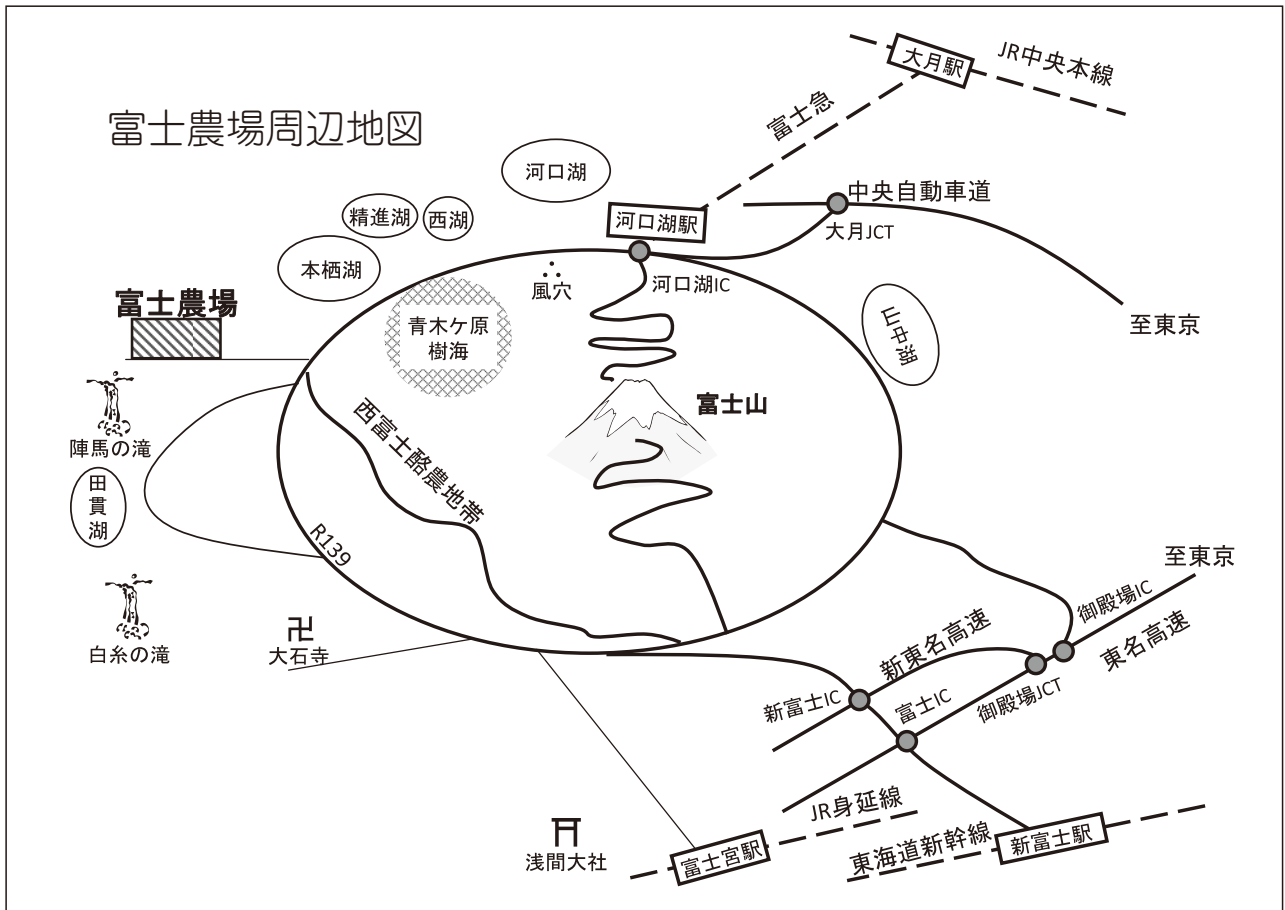 大月駅
JR中央本線
富士農場周辺地図
富士急
河口湖
精進湖
西湖
河口湖駅
中央自動車道
大月JCT
本栖湖
風穴
河口湖IC
富士農場
青木ケ原
樹海
山中湖
至東京
富士山
陣馬の滝
西富士酪農地帯
田貫湖
R139
至東京
御殿場IC
白糸の滝
大石寺
新東名高速
東名高速
新富士IC
富士IC
御殿場JCT
JR身延線
浅間大社
富士宮駅
東海道新幹線
新富士駅